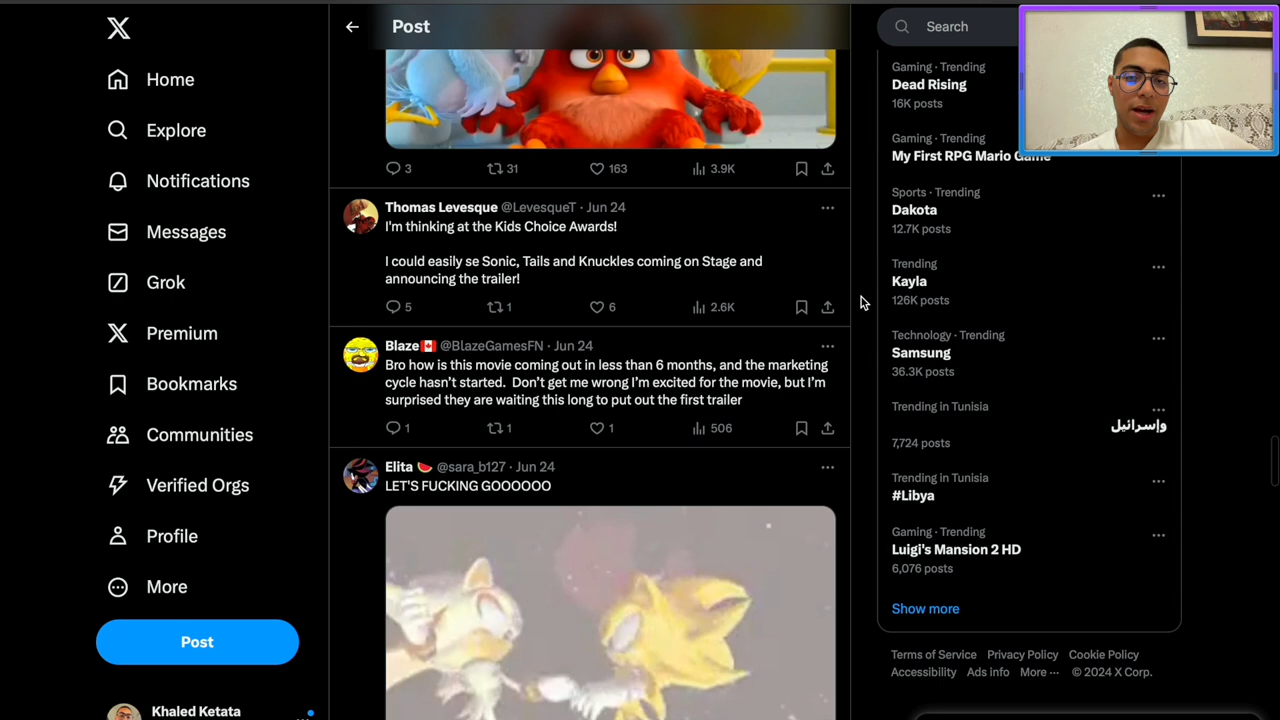 Home
Explore
Notifications
Messages
Grok
Premium
Bookmarks
Communities
Verified Orgs
Profile
More
Post
Khaled Ketata
Post
3 31 163 3.9K
Thomas Levesque @LevesqueT · Jun 24
I'm thinking at the Kids Choice Awards!
I could easily se Sonic, Tails and Knuckles coming on Stage and
announcing the trailer!
5 1 6 2.6K
Blaze🇨🇦 @BlazeGamesFN · Jun 24
Bro how is this movie coming out in less than 6 months, and the marketing
cycle hasn't started. Don't get me wrong I'm excited for the movie, but I'm
surprised they are waiting this long to put out the first trailer
1 1 1 506
Elita 🍉 @sara_b127 · Jun 24
LET'S FUCKING GOOOOOO
Search
Gaming · Trending
Dead Rising
16K posts
Gaming · Trending
My First RPG Mario Game
Sports · Trending
Dakota
12.7K posts
Trending
Kayla
126K posts
Technology · Trending
Samsung
36.3K posts
Trending in Tunisia
وإسرائيل
7,724 posts
Trending in Tunisia
#Libya
Gaming · Trending
Luigi's Mansion 2 HD
6,076 posts
Show more
Terms of Service Privacy Policy Cookie Policy
Accessibility Ads info More ··· © 2024 X Corp.